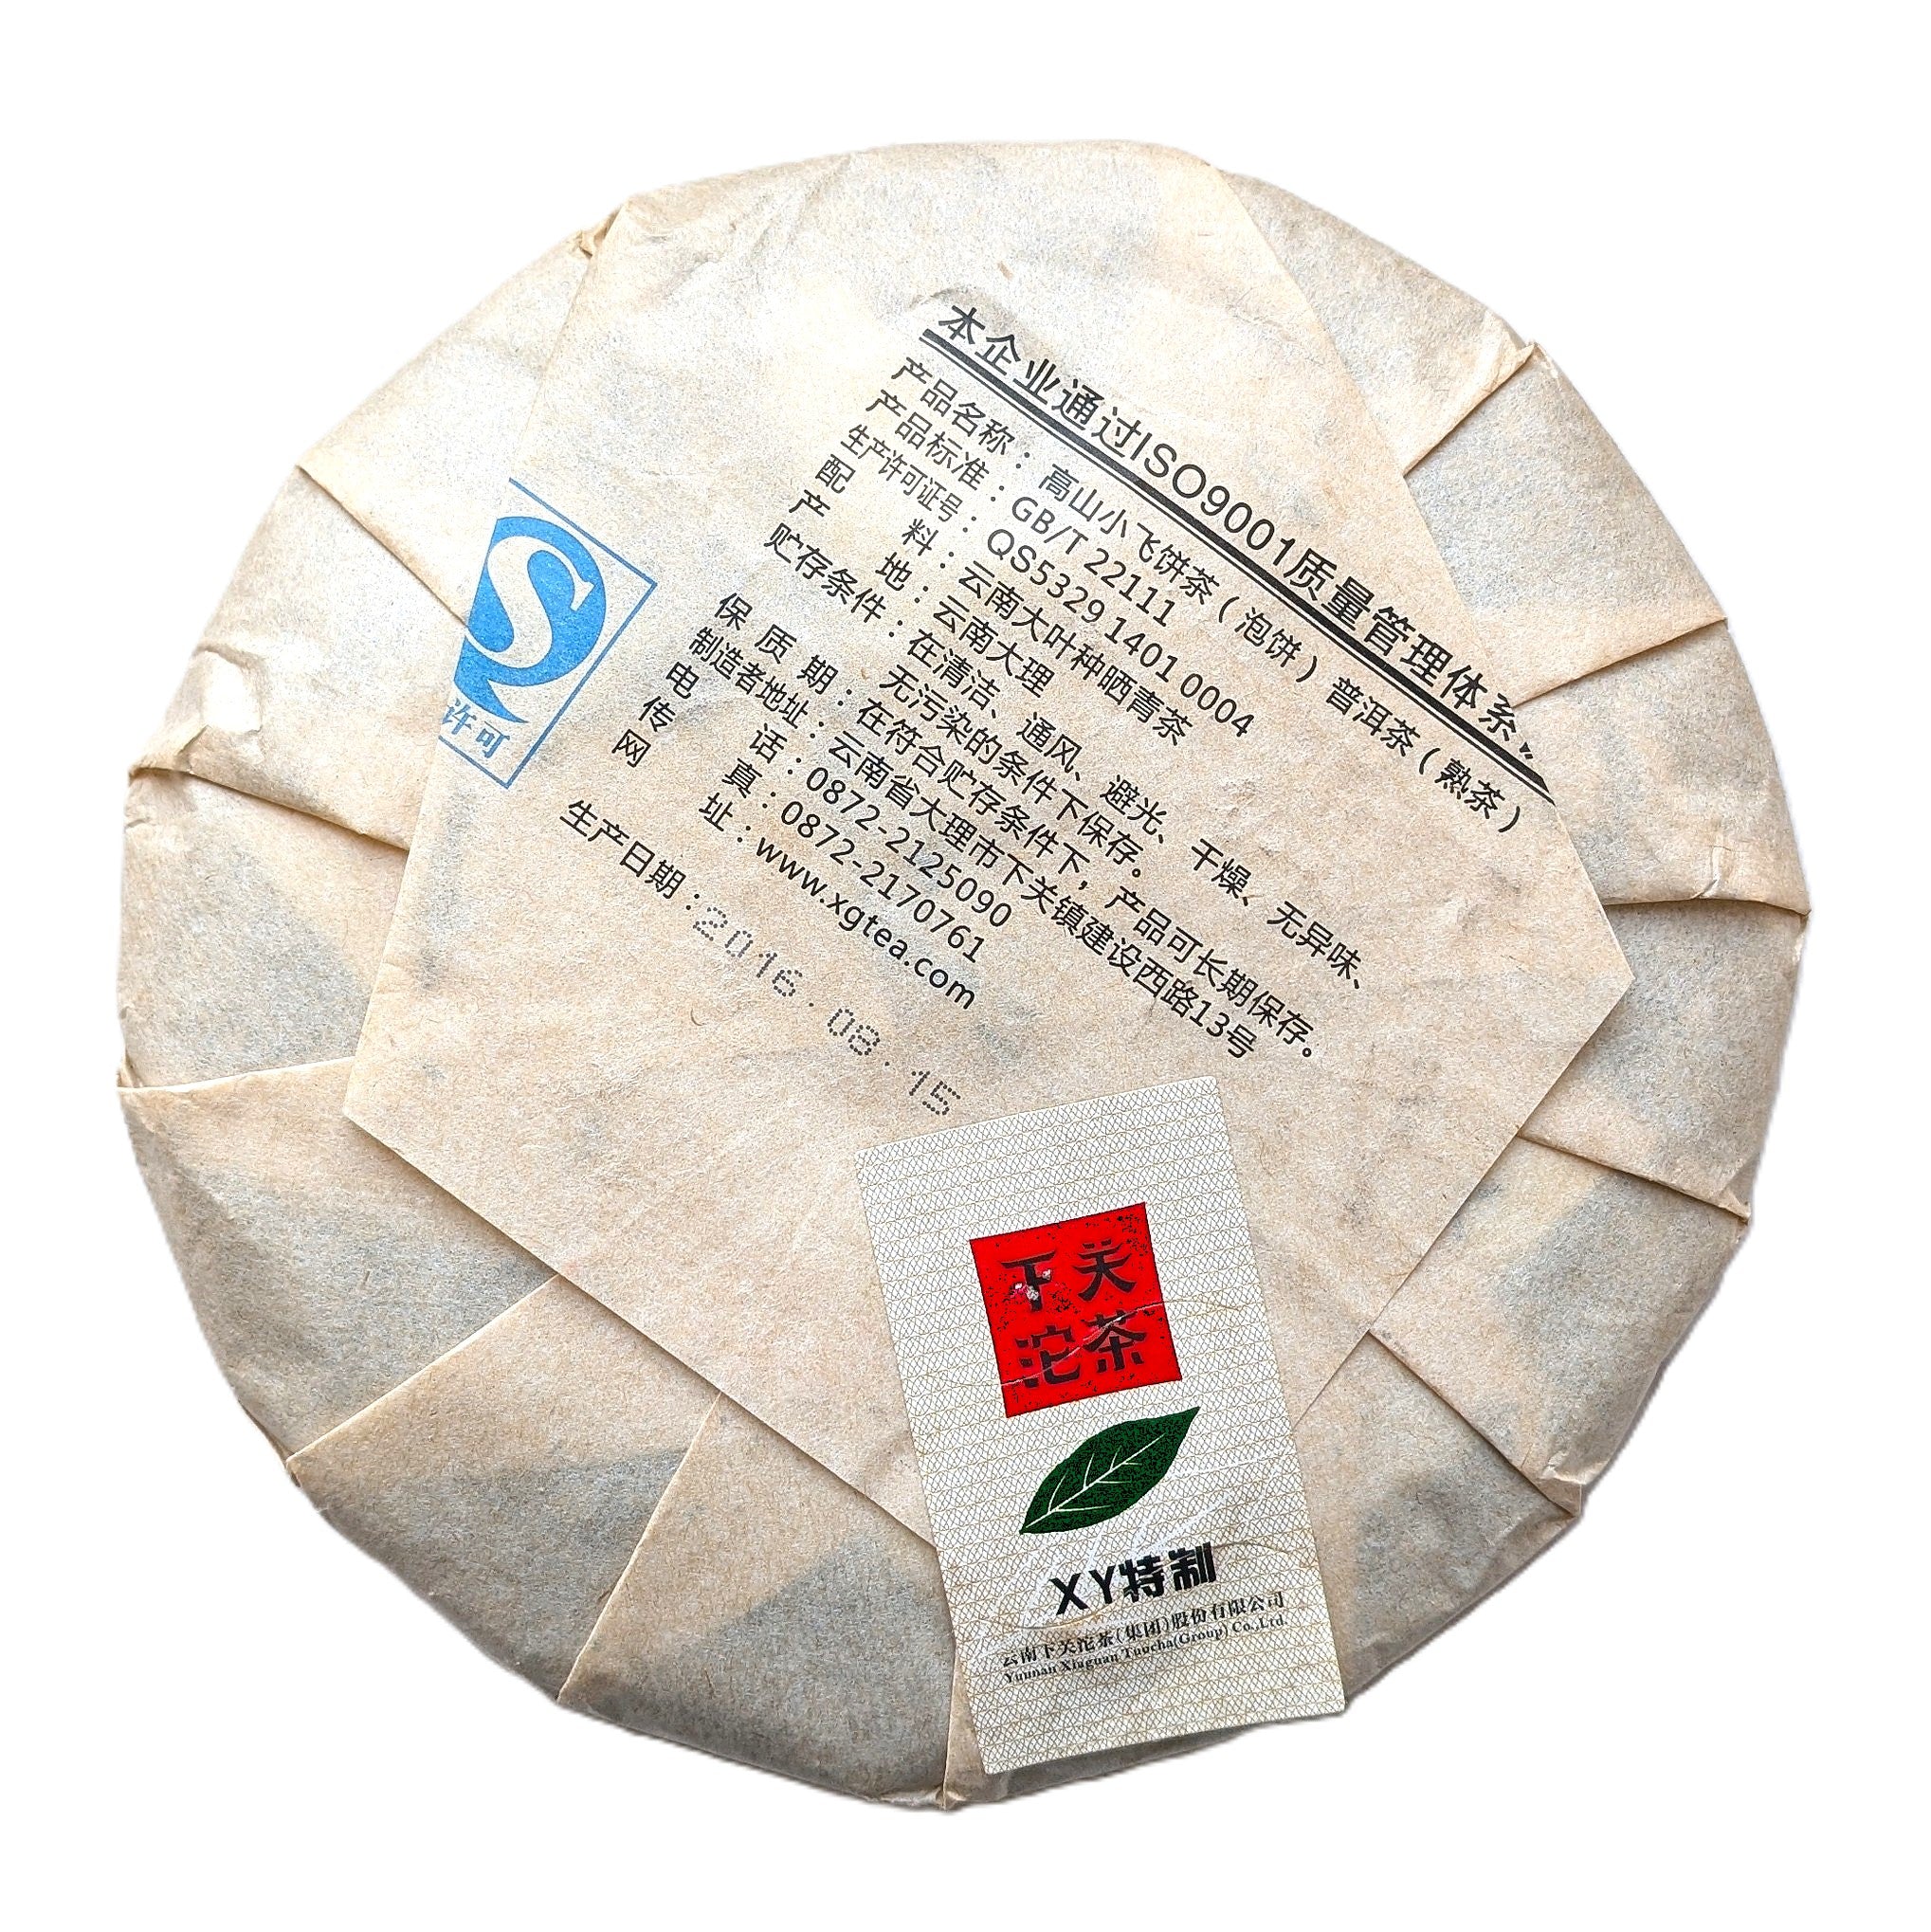 本企业通过ISO9001质量管理体系
产品名称：高山小飞饼茶（泡饼）普洱茶（熟茶）
产品标准：GB/T 22111
生产许可证号：QS5329 1401 0004
配料：云南大叶种晒青茶
产地：云南大理
贮存条件：在清洁、通风、避光、干燥、无异味、
无污染的条件下保存。
保质期：在符合贮存条件下，产品可长期保存。
制造者地址：云南省大理市下关镇建设西路13号
电话：0872-2125090
传真：0872-2170761
网址：www.xgtea.com
生产日期：2016.08.15
许可
下关
沱茶
XY特制
云南下关沱茶(集团)股份有限公司
Yunnan Xiaguan Tuocha(Group) Co.,Ltd.